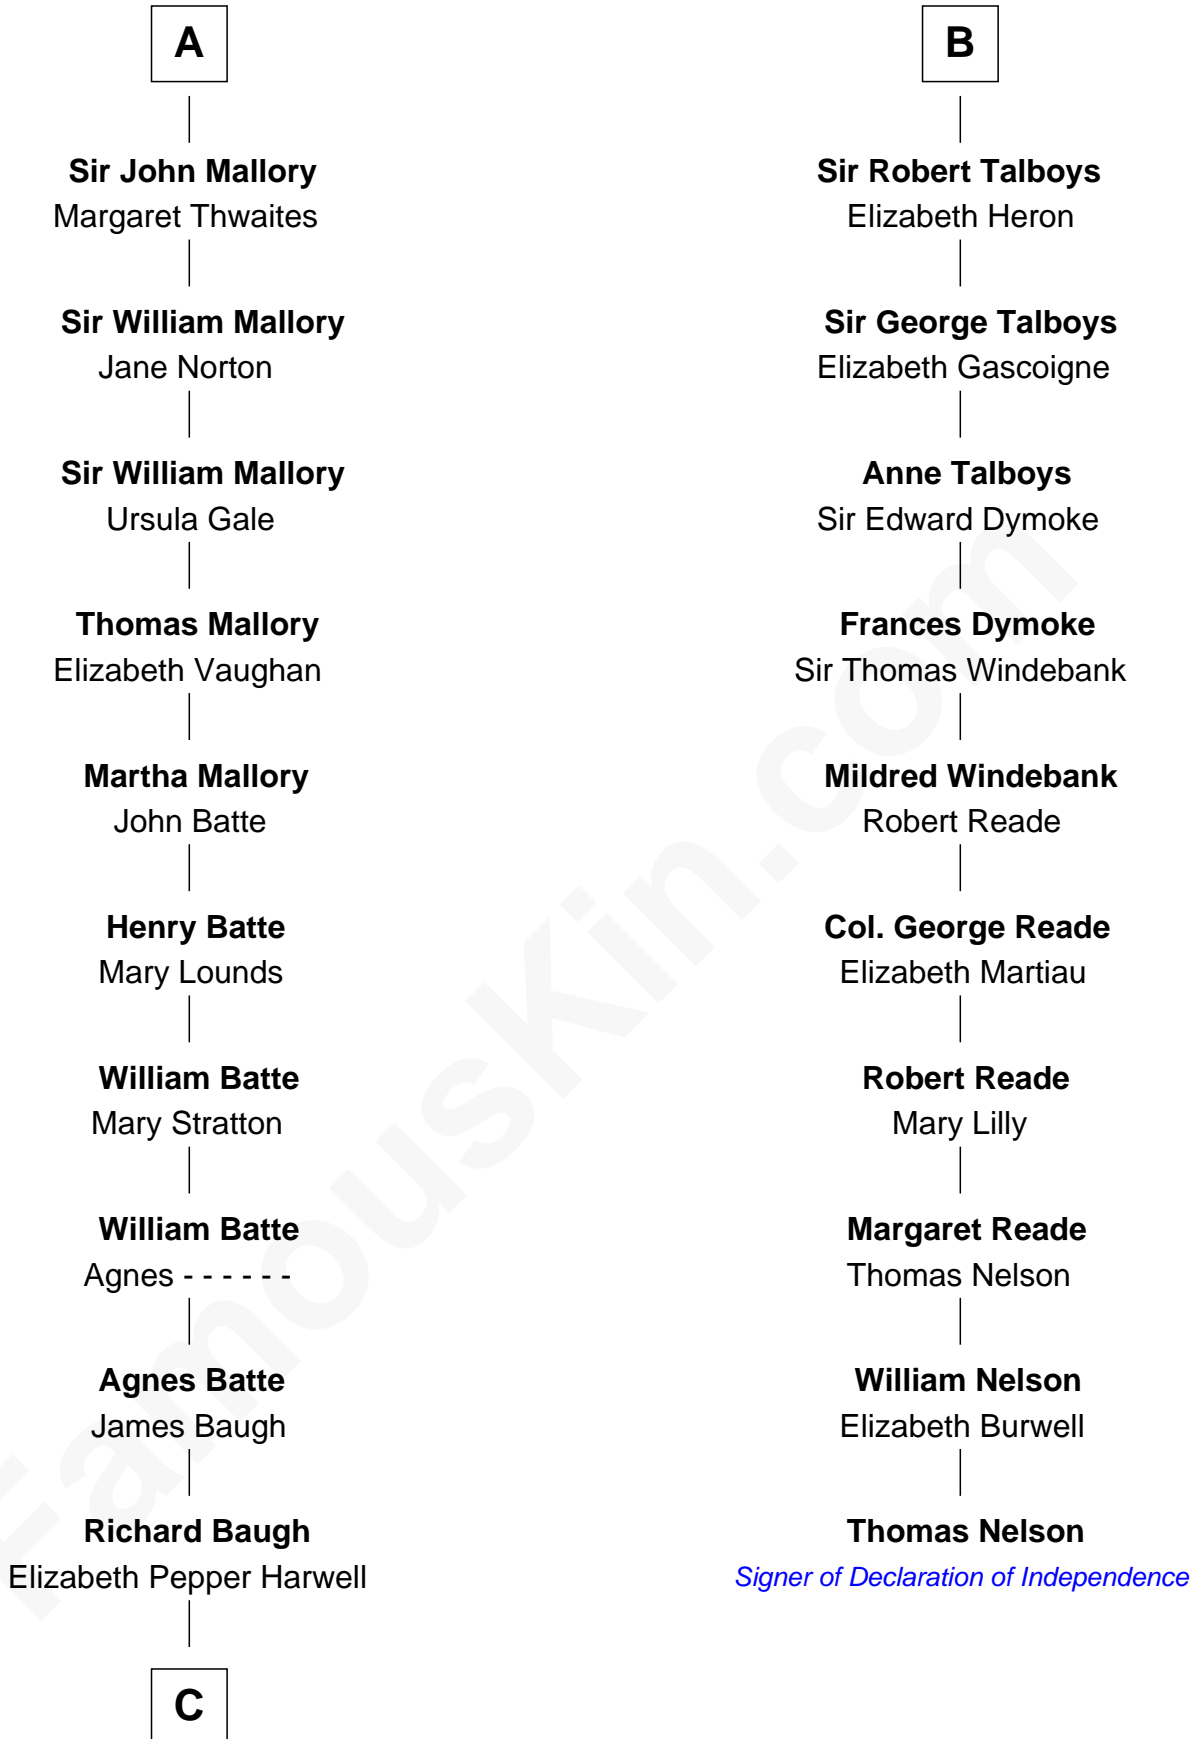 A
Sir John Mallory
Margaret Thwaites
Sir William Mallory
Jane Norton
Sir William Mallory
Ursula Gale
Thomas Mallory
Elizabeth Vaughan
Martha Mallory
John Batte
Henry Batte
Mary Lounds
William Batte
Mary Stratton
William Batte
Agnes - - - - - -
Agnes Batte
James Baugh
Richard Baugh
Elizabeth Pepper Harwell
C
B
Sir Robert Talboys
Elizabeth Heron
Sir George Talboys
Elizabeth Gascoigne
Anne Talboys
Sir Edward Dymoke
Frances Dymoke
Sir Thomas Windebank
Mildred Windebank
Robert Reade
Col. George Reade
Elizabeth Martiau
Robert Reade
Mary Lilly
Margaret Reade
Thomas Nelson
William Nelson
Elizabeth Burwell
Thomas Nelson
Signer of Declaration of Independence
FamousKin.com